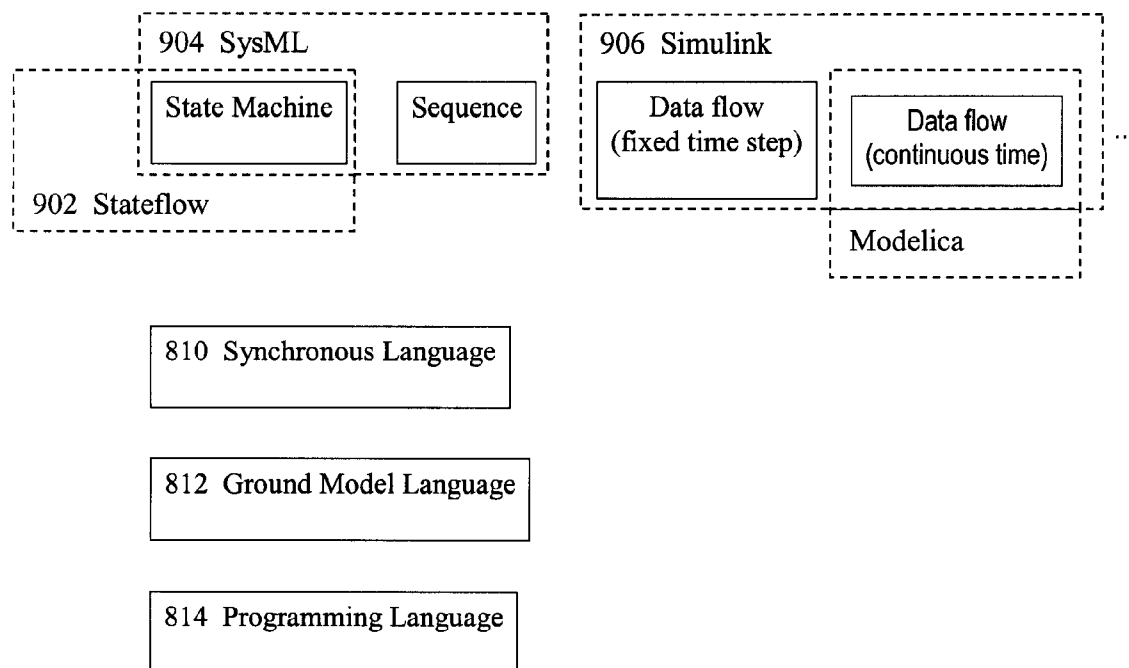 904 SysML
906 Simulink
State Machine
Sequence
Data flow
(fixed time step)
Data flow
(continuous time)
..
902 Stateflow
Modelica
810 Synchronous Language
812 Ground Model Language
814 Programming Language